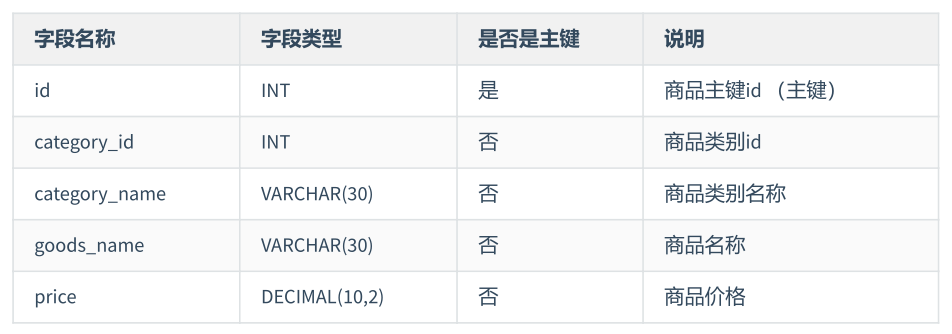 字段名称 字段类型 是否是主键 说明
id INT 是 商品主键id （主键）
category_id INT 否 商品类别id
category_name VARCHAR(30) 否 商品类别名称
goods_name VARCHAR(30) 否 商品名称
price DECIMAL(10,2) 否 商品价格